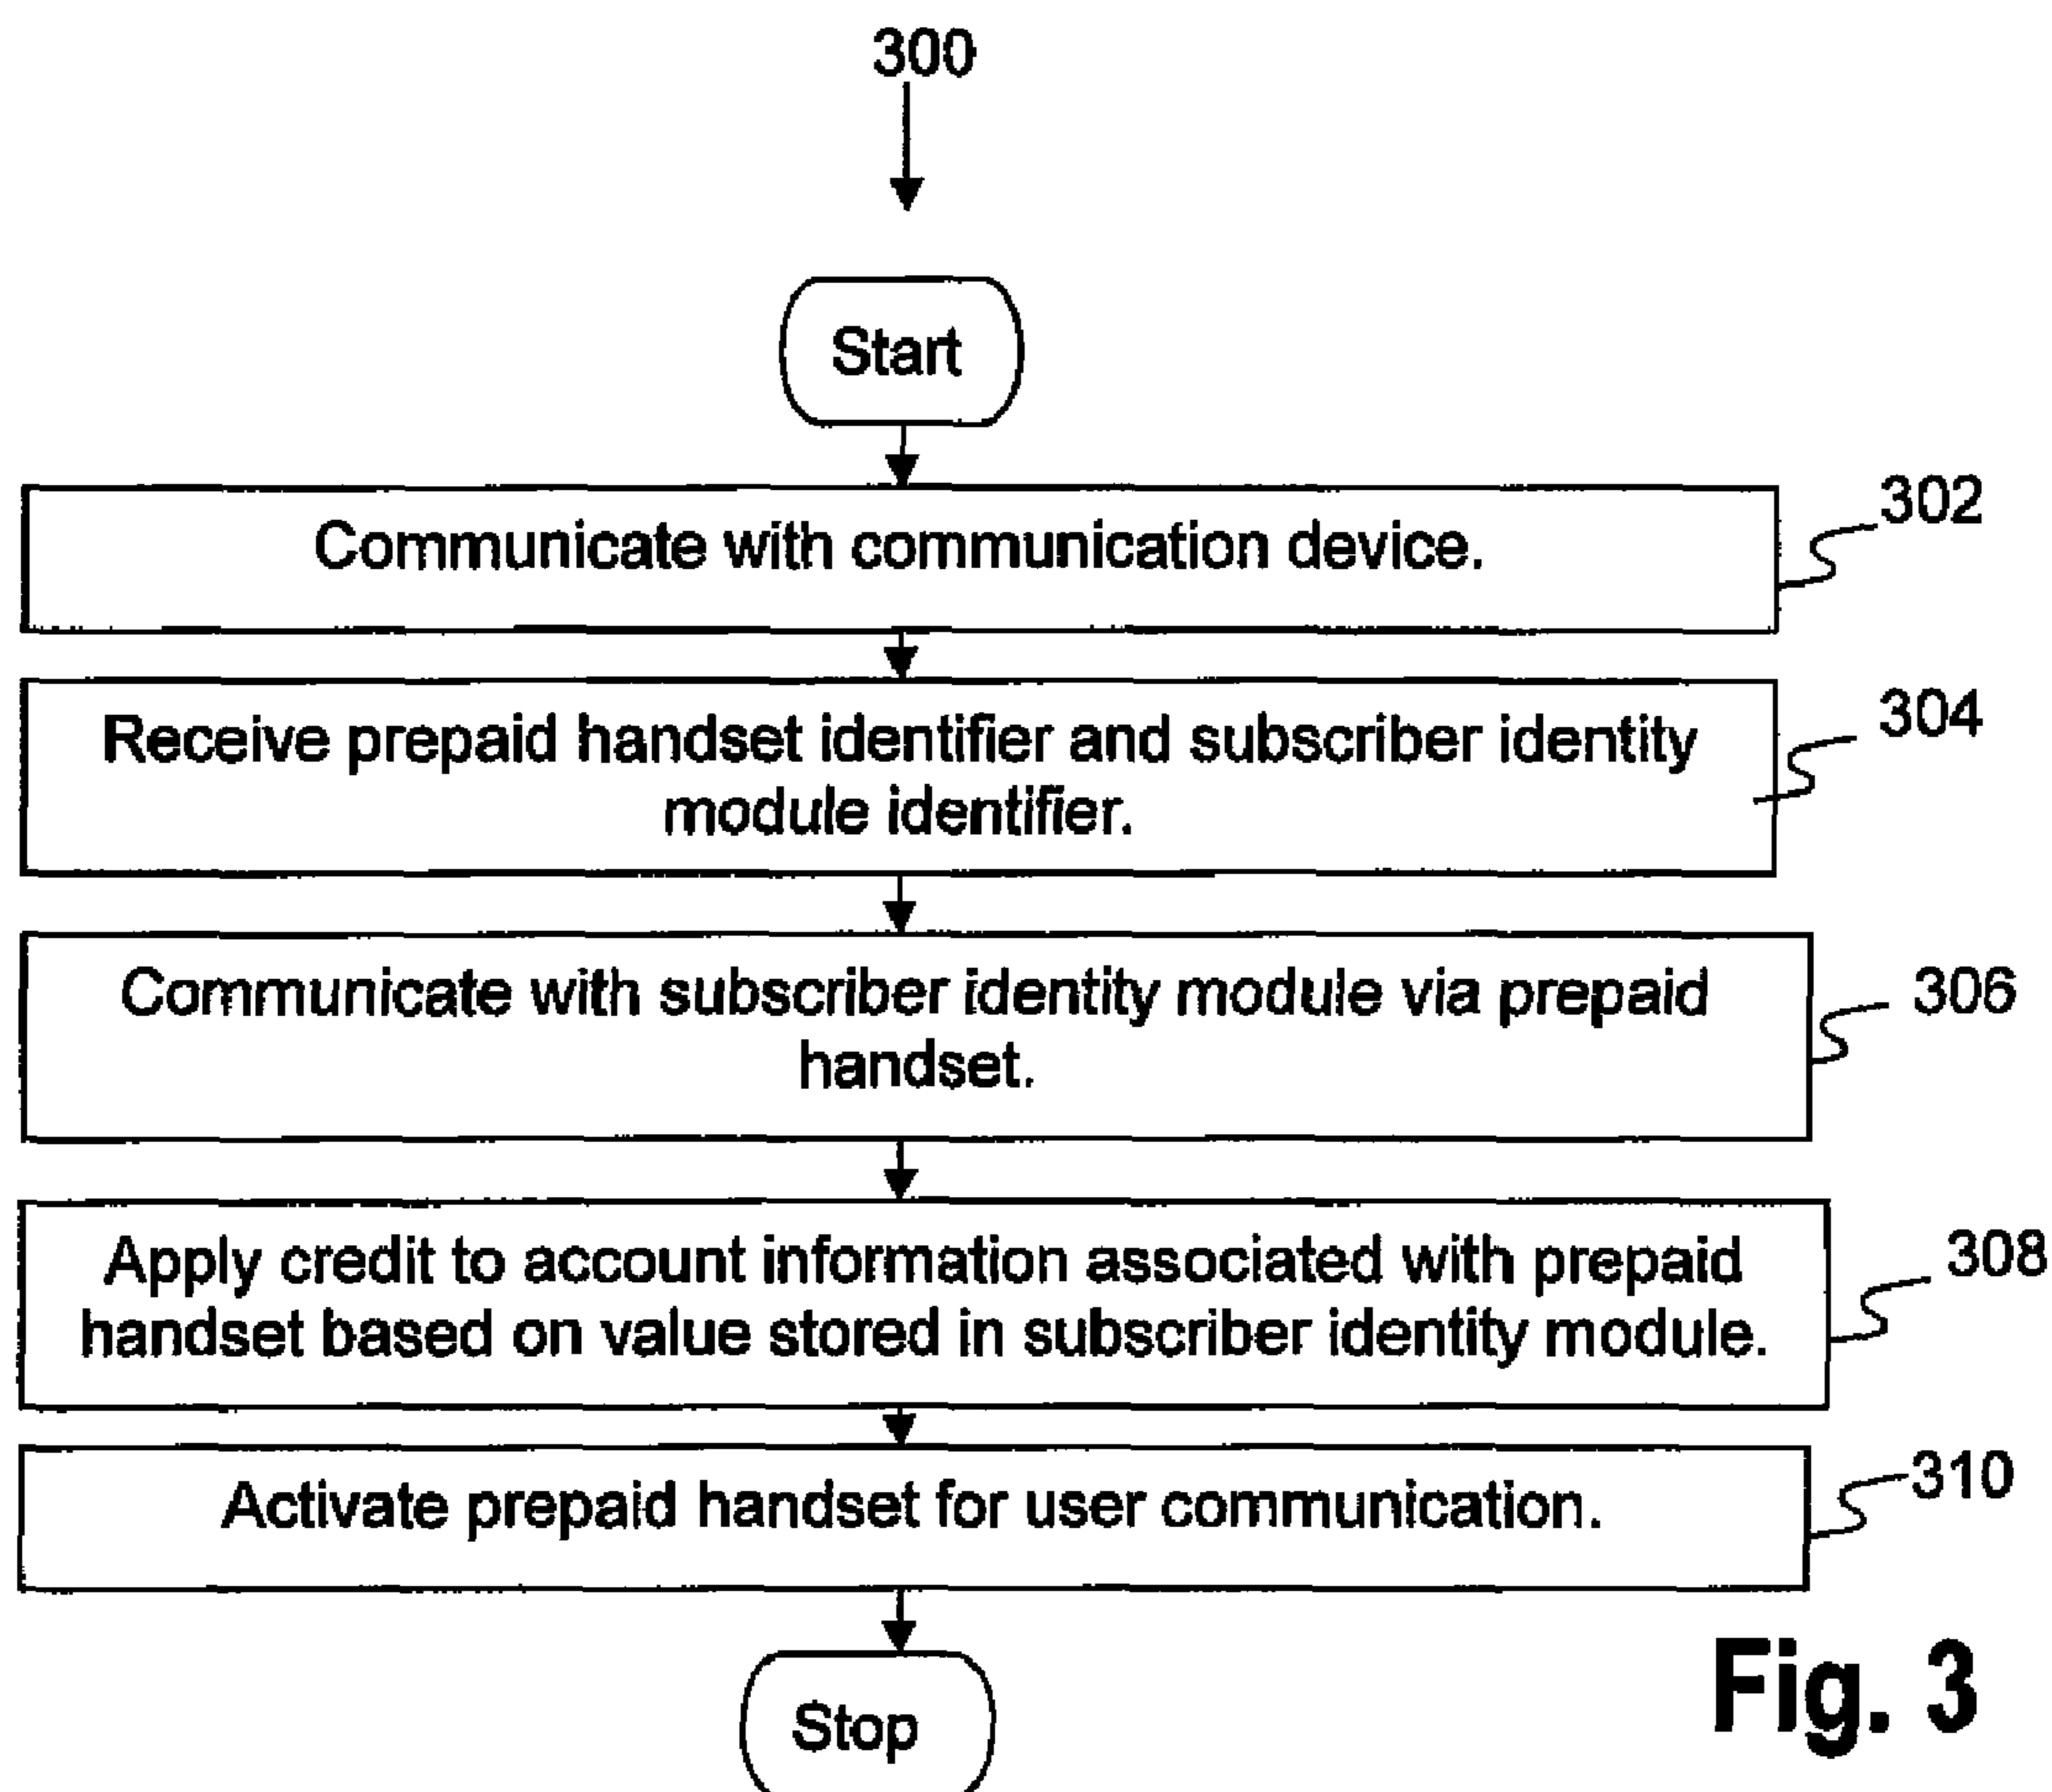 300
Start
302
Communicate with communication device.
304
Receive prepaid handset identifier and subscriber identity
module identifier.
306
Communicate with subscriber identity module via prepaid
handset.
308
Apply credit to account information associated with prepaid
handset based on value stored in subscriber identity module.
310
Activate prepaid handset for user communication.
Stop
Fig. 3